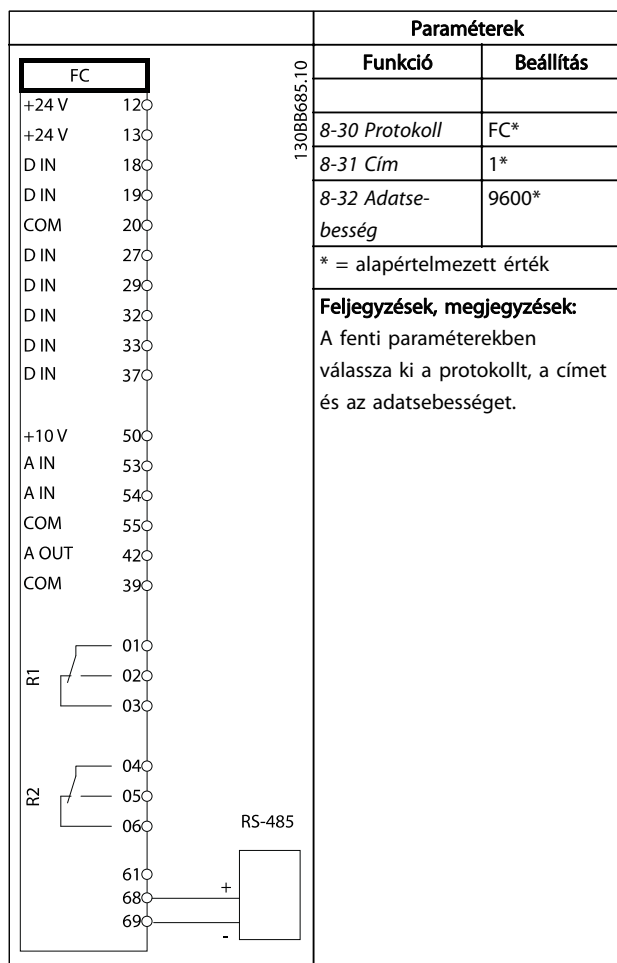 Paraméterek
Funkció Beállítás
8-30 Protokoll FC*
8-31 Cím 1*
8-32 Adatse- 9600*
besség
* = alapértelmezett érték
Feljegyzések, megjegyzések:
A fenti paraméterekben
válassza ki a protokollt, a címet
és az adatsebességet.
130BB685.10
FC
+24 V 12
+24 V 13
D IN 18
D IN 19
COM 20
D IN 27
D IN 29
D IN 32
D IN 33
D IN 37
+10 V 50
A IN 53
A IN 54
COM 55
A OUT 42
COM 39
R1
01
02
03
R2
04
05
06
RS-485
61
68 +
69 -